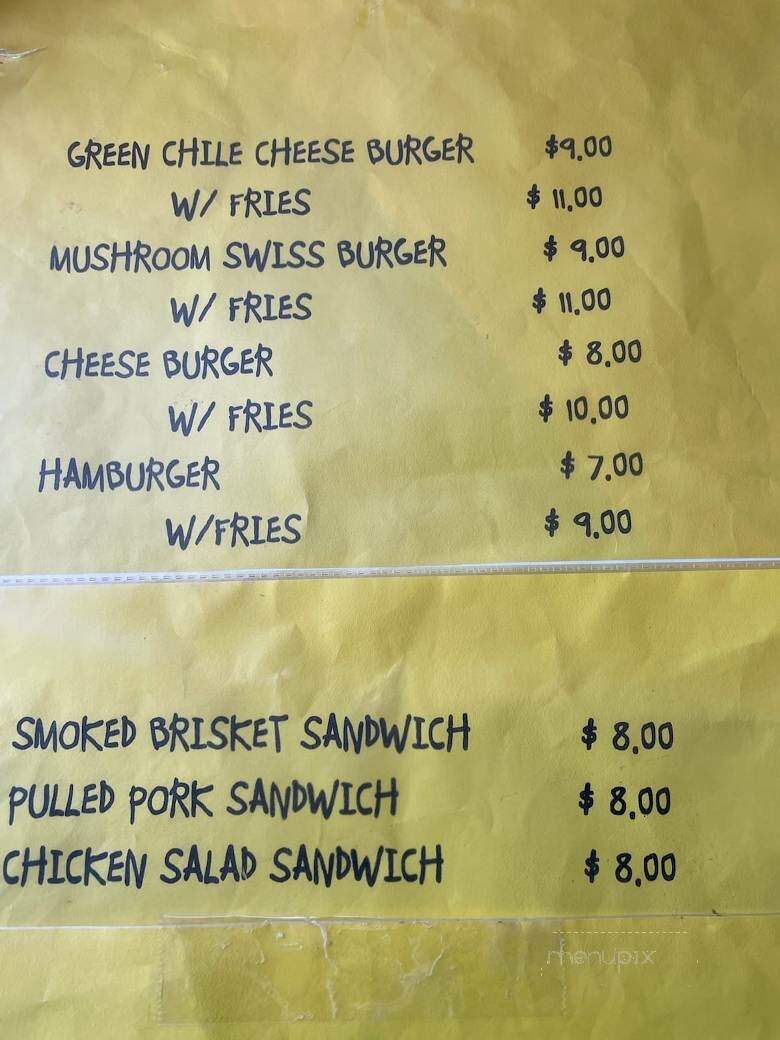 GREEN CHILE CHEESE BURGER $9.00
W/ FRIES $ 11.00
MUSHROOM SWISS BURGER $ 9.00
W/ FRIES $ 11.00
CHEESE BURGER $ 8.00
W/ FRIES $ 10.00
HAMBURGER $ 7.00
W/FRIES $ 9.00
SMOKED BRISKET SANDWICH $ 8.00
PULLED PORK SANDWICH $ 8.00
CHICKEN SALAD SANDWICH $ 8.00
menupix